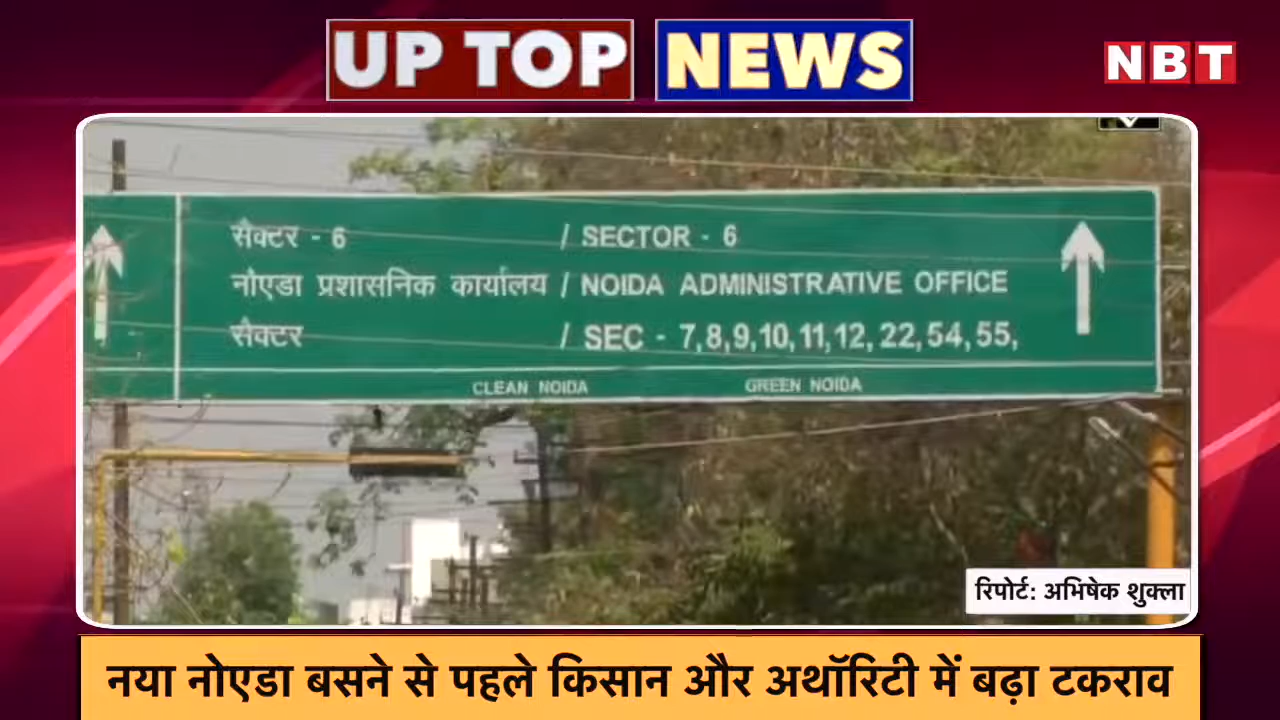 UP TOP NEWS
NBT
सैक्टर - 6 / SECTOR - 6
नोएडा प्रशासनिक कार्यालय / NOIDA ADMINISTRATIVE OFFICE
सैक्टर / SEC - 7,8,9,10,11,12, 22,54,55,
CLEAN NOIDA GREEN NOIDA
रिपोर्ट: अभिषेक शुक्ला
नया नोएडा बसने से पहले किसान और अथॉरिटी में बढ़ा टकराव